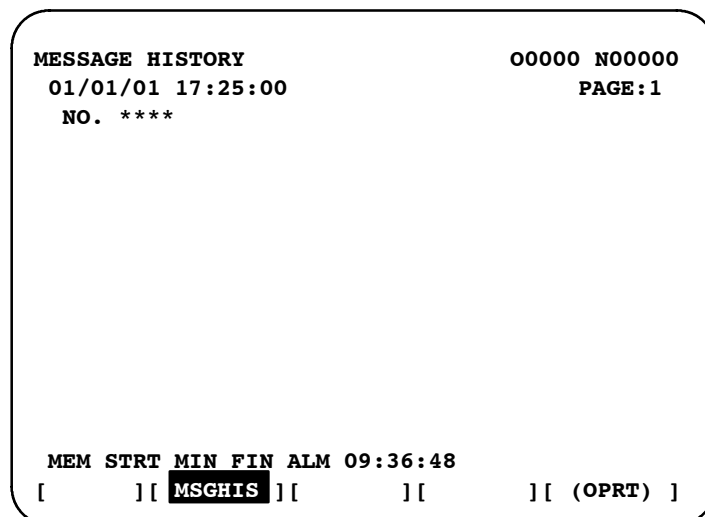 MESSAGE HISTORY O0000 N00000
01/01/01 17:25:00 PAGE:1
NO. ****
MEM STRT MIN FIN ALM 09:36:48
[ ][ MSGHIS ][ ][ ][ (OPRT) ]